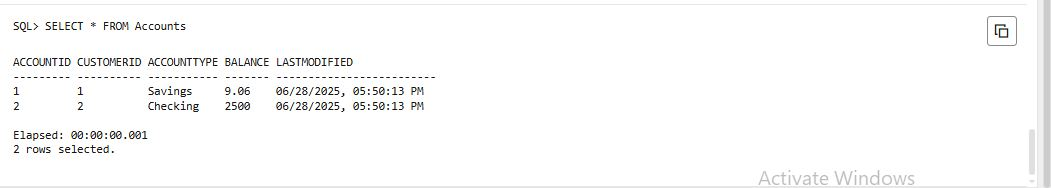 SQL> SELECT * FROM Accounts
ACCOUNTID CUSTOMERID ACCOUNTTYPE BALANCE LASTMODIFIED
--------- ---------- ----------- ------- ------------------------
1 1 Savings 9.06 06/28/2025, 05:50:13 PM
2 2 Checking 2500 06/28/2025, 05:50:13 PM
Elapsed: 00:00:00.001
2 rows selected.
Activate Windows